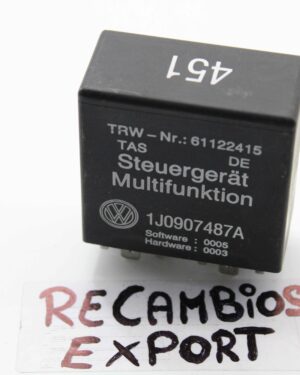 451
TRW-Nr.: 61122415
TAS DE
Steuergerät
Multifunktion
1J0907487A
Software : 0005
Hardware : 0003
RECAMBIOS
EXPORT